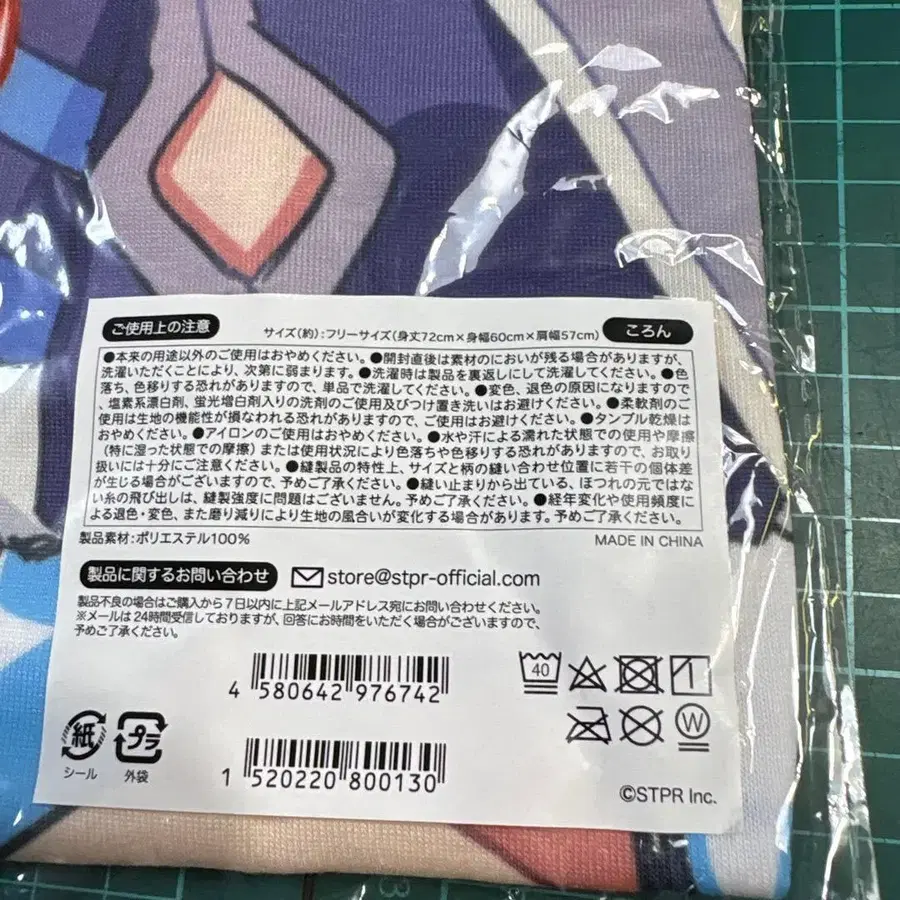 ご使用上の注意 サイズ(約):フリーサイズ(身丈72cm×身幅60cm×肩幅57cm) ころん
●本来の用途以外のご使用はおやめください。●開封直後は素材のにおいが残る場合がありますが、
洗濯いただくことにより、次第に弱まります。●洗濯時は製品を裏返しにして洗濯してください。●色
落ち、色移りする恐れがありますので、単品で洗濯してください。●変色、退色の原因になりますので
、塩素系漂白剤、蛍光増白剤入りの洗剤のご使用及びつけ置き洗いはお避けください。●柔軟剤のご
使用は生地の機能性が損なわれる恐れがありますので、ご使用はお避けください。●タンブル乾燥は
おやめください。●アイロンのご使用はおやめください。●水や汗による濡れた状態での使用や摩擦
(特に湿った状態での摩擦)または使用状況により色落ちや色移りする恐れがありますので、お取り
扱いには十分にご注意ください。●縫製品の特性上、サイズと柄の縫い合わせ位置に若干の個体差
が生じる場合がございますので、予めご了承ください。●縫い止まりから出ている、ほつれの元ではな
い糸の飛び出しは、縫製強度に問題はございません。予めご了承ください。●経年変化や使用頻度に
よる退色・変色、また磨り減りにより生地の風合いが変化する場合があります。予めご了承ください。
製品素材:ポリエステル100% MADE IN CHINA
製品に関するお問い合わせ store@stpr-official.com
製品不良の場合はご購入から7日以内に上記メールアドレス宛にお問い合わせください。
※メールは24時間受信しておりますが、回答にお時間をいただく場合がございますので、
予めご了承ください。
4 580642 976742
40
紙 プラ
シール 外袋
W
1 520220 800130
©STPR Inc.